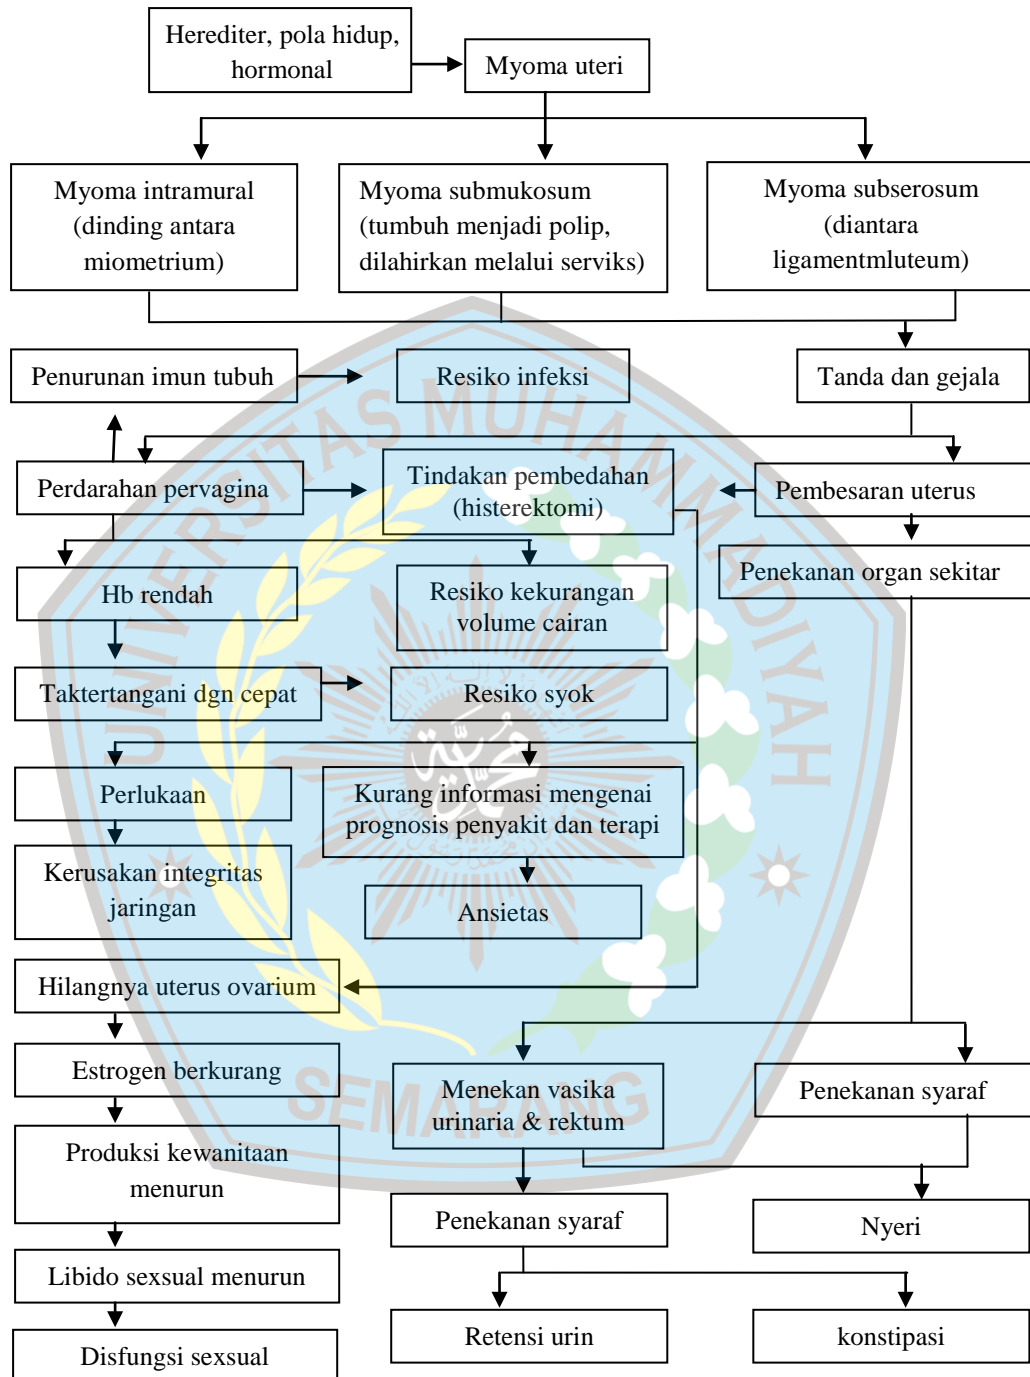 Herediter, pola hidup,
hormonal
Myoma uteri
Myoma intramural
(dinding antara
miometrium)
Myoma submukosum
(tumbuh menjadi polip,
dilahirkan melalui serviks)
Myoma subserosum
(diantara
ligamentmluteum)
Penurunan imun tubuh
Resiko infeksi
Tanda dan gejala
Perdarahan pervagina
Tindakan pembedahan
(histerektomi)
Pembesaran uterus
Hb rendah
Resiko kekurangan
volume cairan
Penekanan organ sekitar
Taktertangani dgn cepat
Resiko syok
Perlukaan
Kurang informasi mengenai
prognosis penyakit dan terapi
Kerusakan integritas
jaringan
Ansietas
Hilangnya uterus ovarium
Estrogen berkurang
Menekan vasika
urinaria & rektum
Penekanan syaraf
Produksi kewanitaan
menurun
Penekanan syaraf
Nyeri
Libido sexsual menurun
Retensi urin
konstipasi
Disfungsi sexsual
UNIVERSITAS MUHAMMADIYAH
SEMARANG